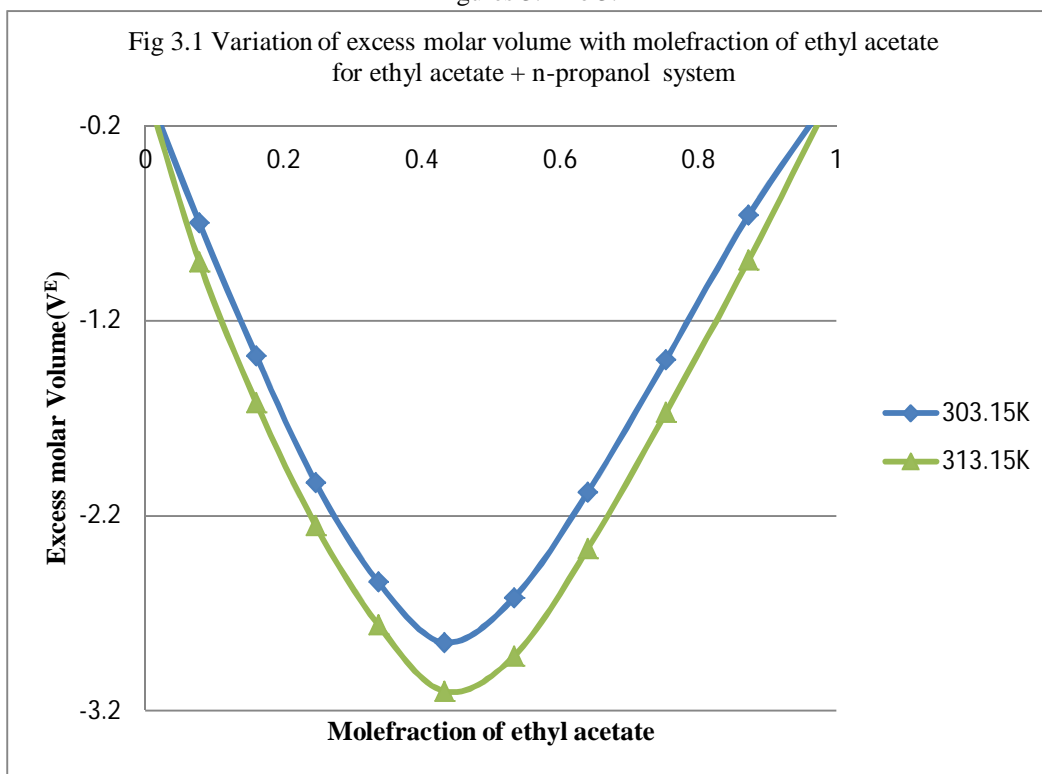 Fig 3.1 Variation of excess molar volume with molefraction of ethyl acetate
for ethyl acetate + n-propanol system
-0.2
0 0.2 0.4 0.6 0.8 1
-1.2
-2.2
-3.2
Excess molar Volume(Vᴱ)
Molefraction of ethyl acetate
303.15K
313.15K